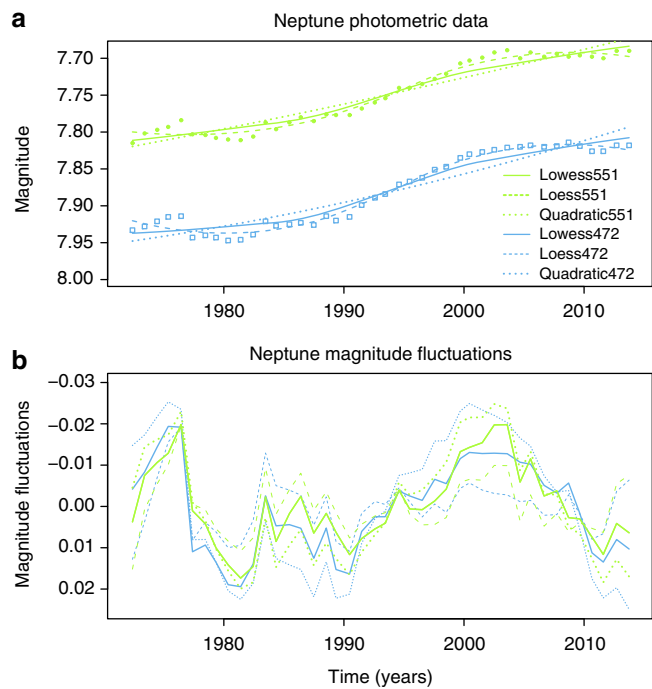 a
Neptune photometric data
Magnitude
7.70
7.75
7.80
7.85
7.90
7.95
8.00
Lowess551
Loess551
Quadratic551
Lowess472
Loess472
Quadratic472
1980
1990
2000
2010
b
Neptune magnitude fluctuations
Magnitude fluctuations
−0.03
−0.02
−0.01
0.00
0.01
0.02
1980
1990
2000
2010
Time (years)